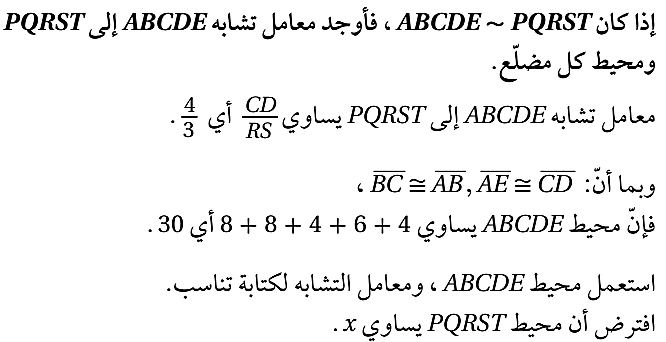 إذا كان ABCDE ~ PQRST ، فأوجد معامل تشابه ABCDE إلى PQRST
ومحيط كل مضلّع.
معامل تشابه ABCDE إلى PQRST يساوي CD/RS أي 4/3 .
وبما أنّ: BC ≅ AB, AE ≅ CD ،
فإنّ محيط ABCDE يساوي 4 + 6 + 4 + 8 + 8 أي 30 .
استعمل محيط ABCDE ، ومعامل التشابه لكتابة تناسب.
افترض أن محيط PQRST يساوي x .